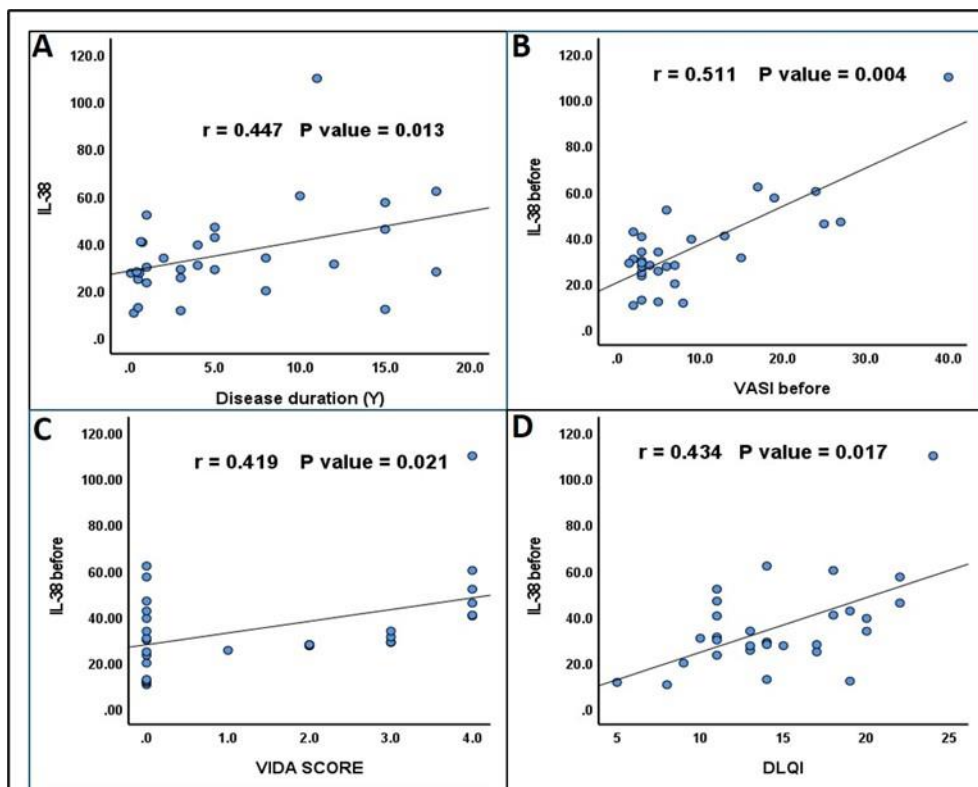 A
r = 0.447 P value = 0.013
IL-38
120.0
100.0
80.0
60.0
40.0
20.0
.0
.0 5.0 10.0 15.0 20.0
Disease duration (Y)
B
r = 0.511 P value = 0.004
IL-38 before
120.0
100.0
80.0
60.0
40.0
20.0
.0
.0 10.0 20.0 30.0 40.0
VASI before
C
r = 0.419 P value = 0.021
IL-38 before
120.00
100.00
80.00
60.00
40.00
20.00
.00
.0 1.0 2.0 3.0 4.0
VIDA SCORE
D
r = 0.434 P value = 0.017
IL-38 before
120.0
100.0
80.0
60.0
40.0
20.0
.0
5 10 15 20 25
DLQI